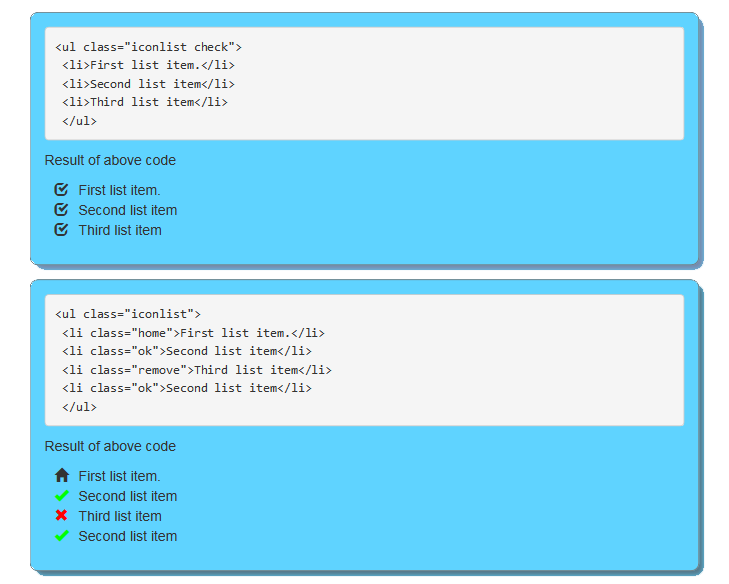 <ul class="iconlist check">
<li>First list item.</li>
<li>Second list item</li>
<li>Third list item</li>
</ul>
Result of above code
First list item.
Second list item
Third list item
<ul class="iconlist">
<li class="home">First list item.</li>
<li class="ok">Second list item</li>
<li class="remove">Third list item</li>
<li class="ok">Second list item</li>
</ul>
Result of above code
First list item.
Second list item
Third list item
Second list item